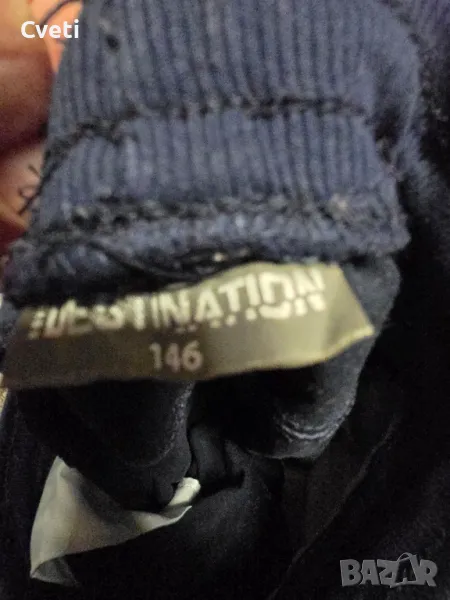 Cveti
DESTINATION
146
BAZAR